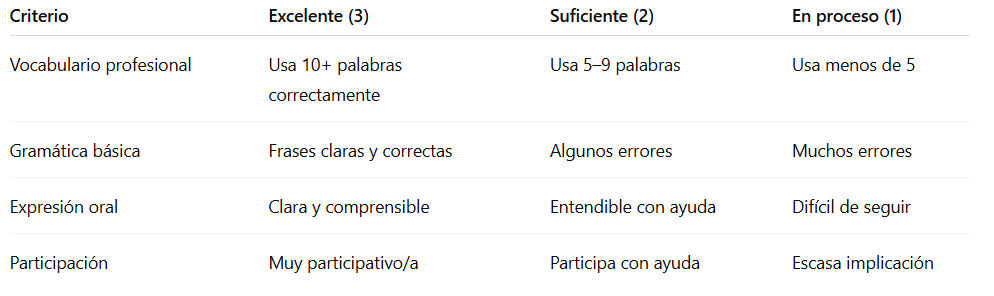 Criterio Excelente (3) Suficiente (2) En proceso (1)
Vocabulario profesional Usa 10+ palabras Usa 5–9 palabras Usa menos de 5
correctamente
Gramática básica Frases claras y correctas Algunos errores Muchos errores
Expresión oral Clara y comprensible Entendible con ayuda Difícil de seguir
Participación Muy participativo/a Participa con ayuda Escasa implicación